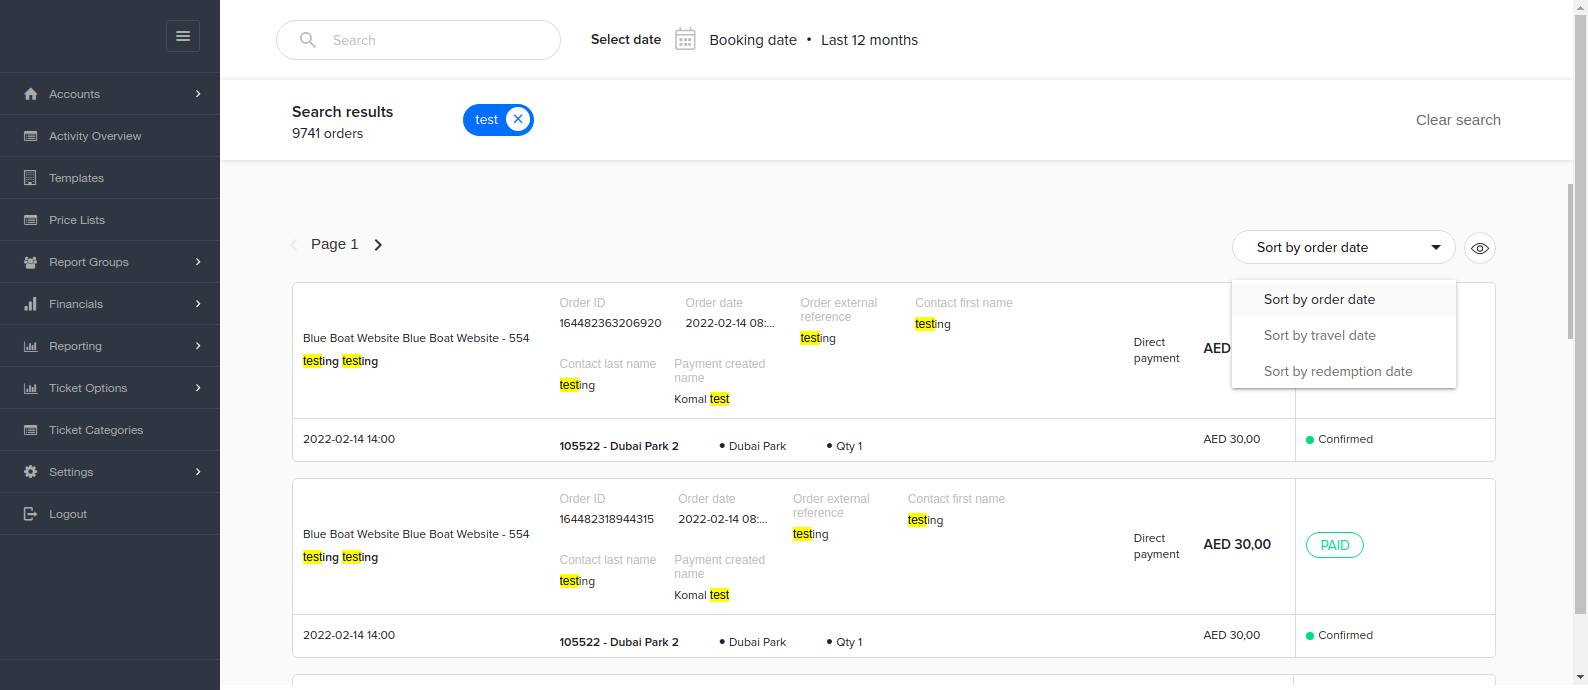 Search
Select date
Booking date • Last 12 months
Accounts
Activity Overview
Templates
Price Lists
Report Groups
Financials
Reporting
Ticket Options
Ticket Categories
Settings
Logout
Search results
9741 orders
test
Clear search
Page 1
Sort by order date
Sort by order date
Sort by travel date
Sort by redemption date
Blue Boat Website Blue Boat Website - 554
testing testing
Order ID
164482363206920
Order date
2022-02-14 08:...
Order external
reference
testing
Contact first name
testing
Contact last name
testing
Payment created
name
Komal test
Direct
payment
AED
2022-02-14 14:00
105522 - Dubai Park 2
• Dubai Park
• Qty 1
AED 30,00
Confirmed
Blue Boat Website Blue Boat Website - 554
testing testing
Order ID
164482318944315
Order date
2022-02-14 08:...
Order external
reference
testing
Contact first name
testing
Contact last name
testing
Payment created
name
Komal test
Direct
payment
AED 30,00
PAID
2022-02-14 14:00
105522 - Dubai Park 2
• Dubai Park
• Qty 1
AED 30,00
Confirmed